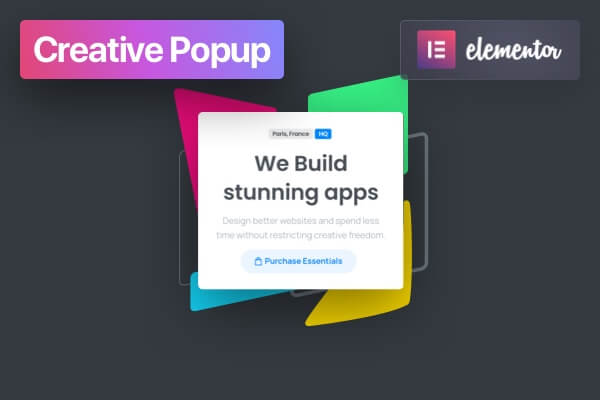 Creative Popup
elementor
Paris, France HQ
We Build
stunning apps
Design better websites and spend less
time without restricting creative freedom.
Purchase Essentials